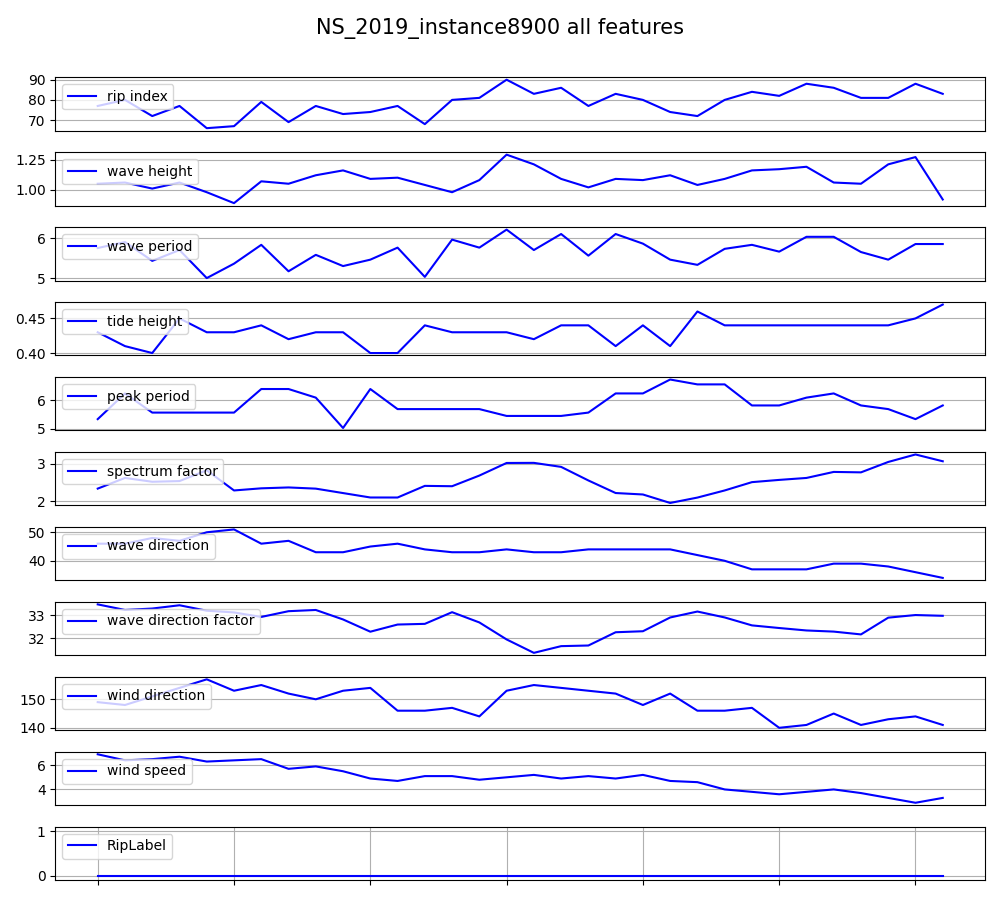 NS_2019_instance8900 all features
90
80
70
rip index
1.25
1.00
wave height
6
5
wave period
0.45
0.40
tide height
6
5
peak period
3
2
spectrum factor
50
40
wave direction
33
32
wave direction factor
150
140
wind direction
6
4
wind speed
1
0
RipLabel